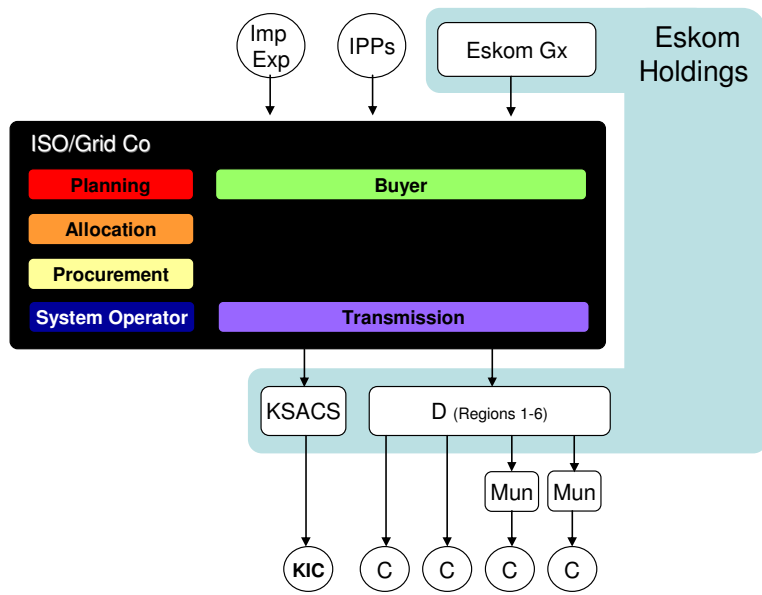 Imp
Exp
IPPs
Eskom Gx
Eskom
Holdings
ISO/Grid Co
Planning
Buyer
Allocation
Procurement
System Operator
Transmission
KSACS
D (Regions 1-6)
Mun
Mun
KIC
C
C
C
C